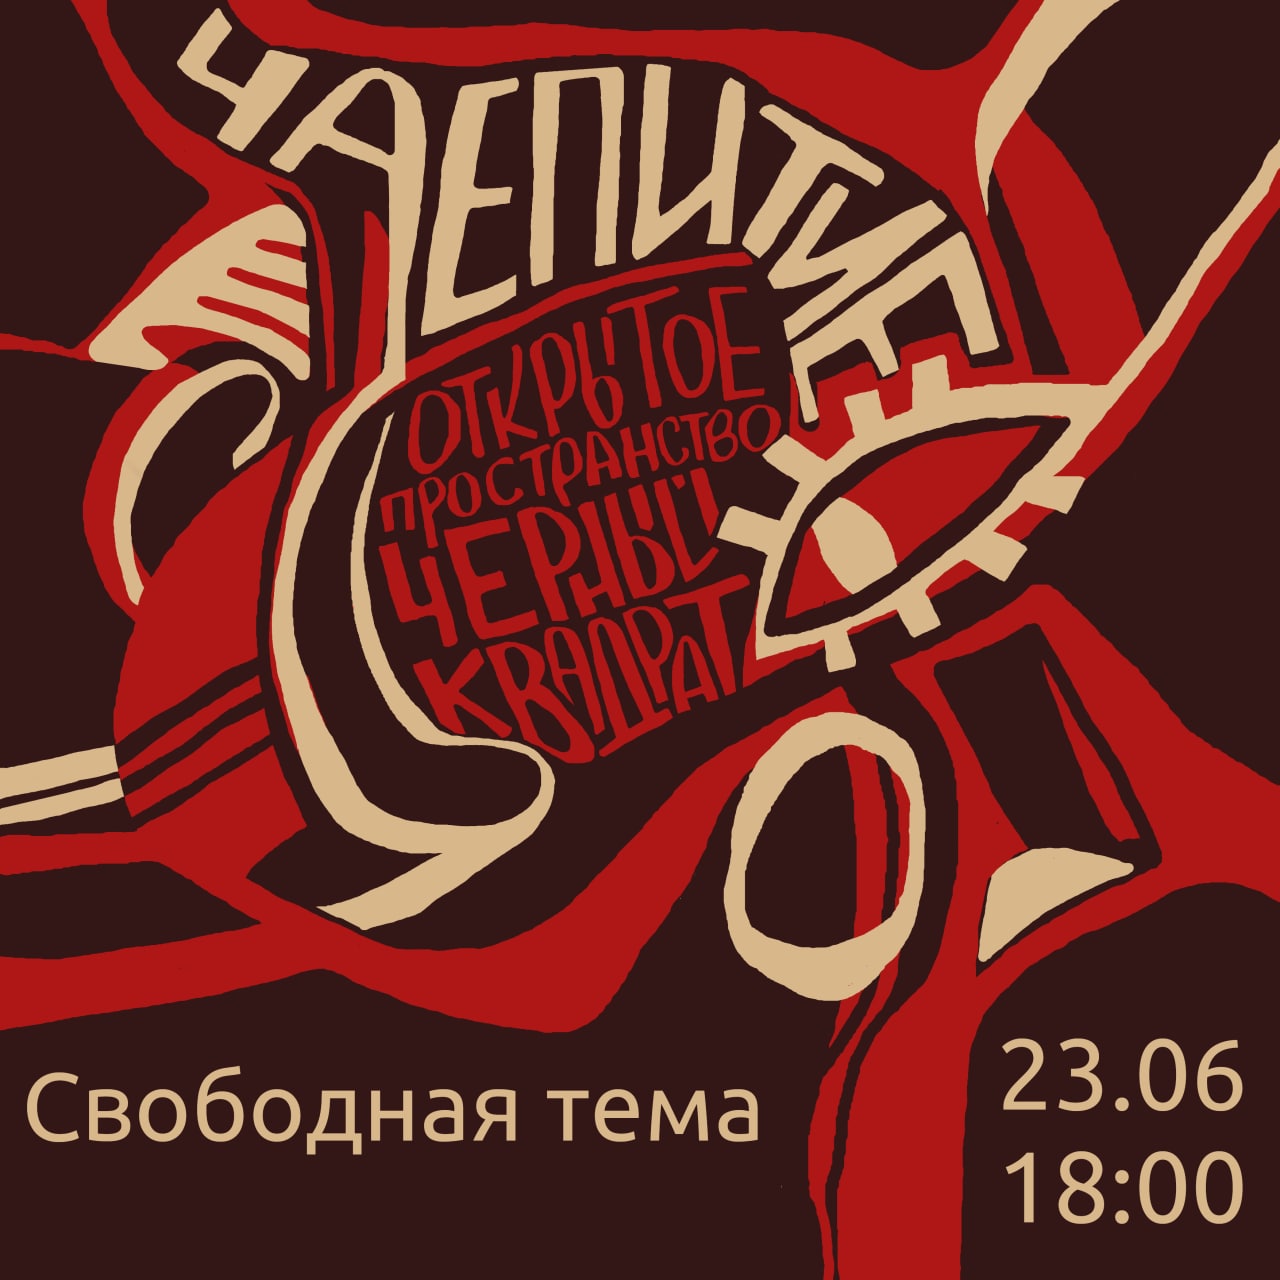 ЧАЕПИТИЕ
ОТКРЫТОЕ
ПРОСТРАНСТВО
ЧЕРНЫЙ
КВАДРАТ
Свободная тема
23.06
18:00